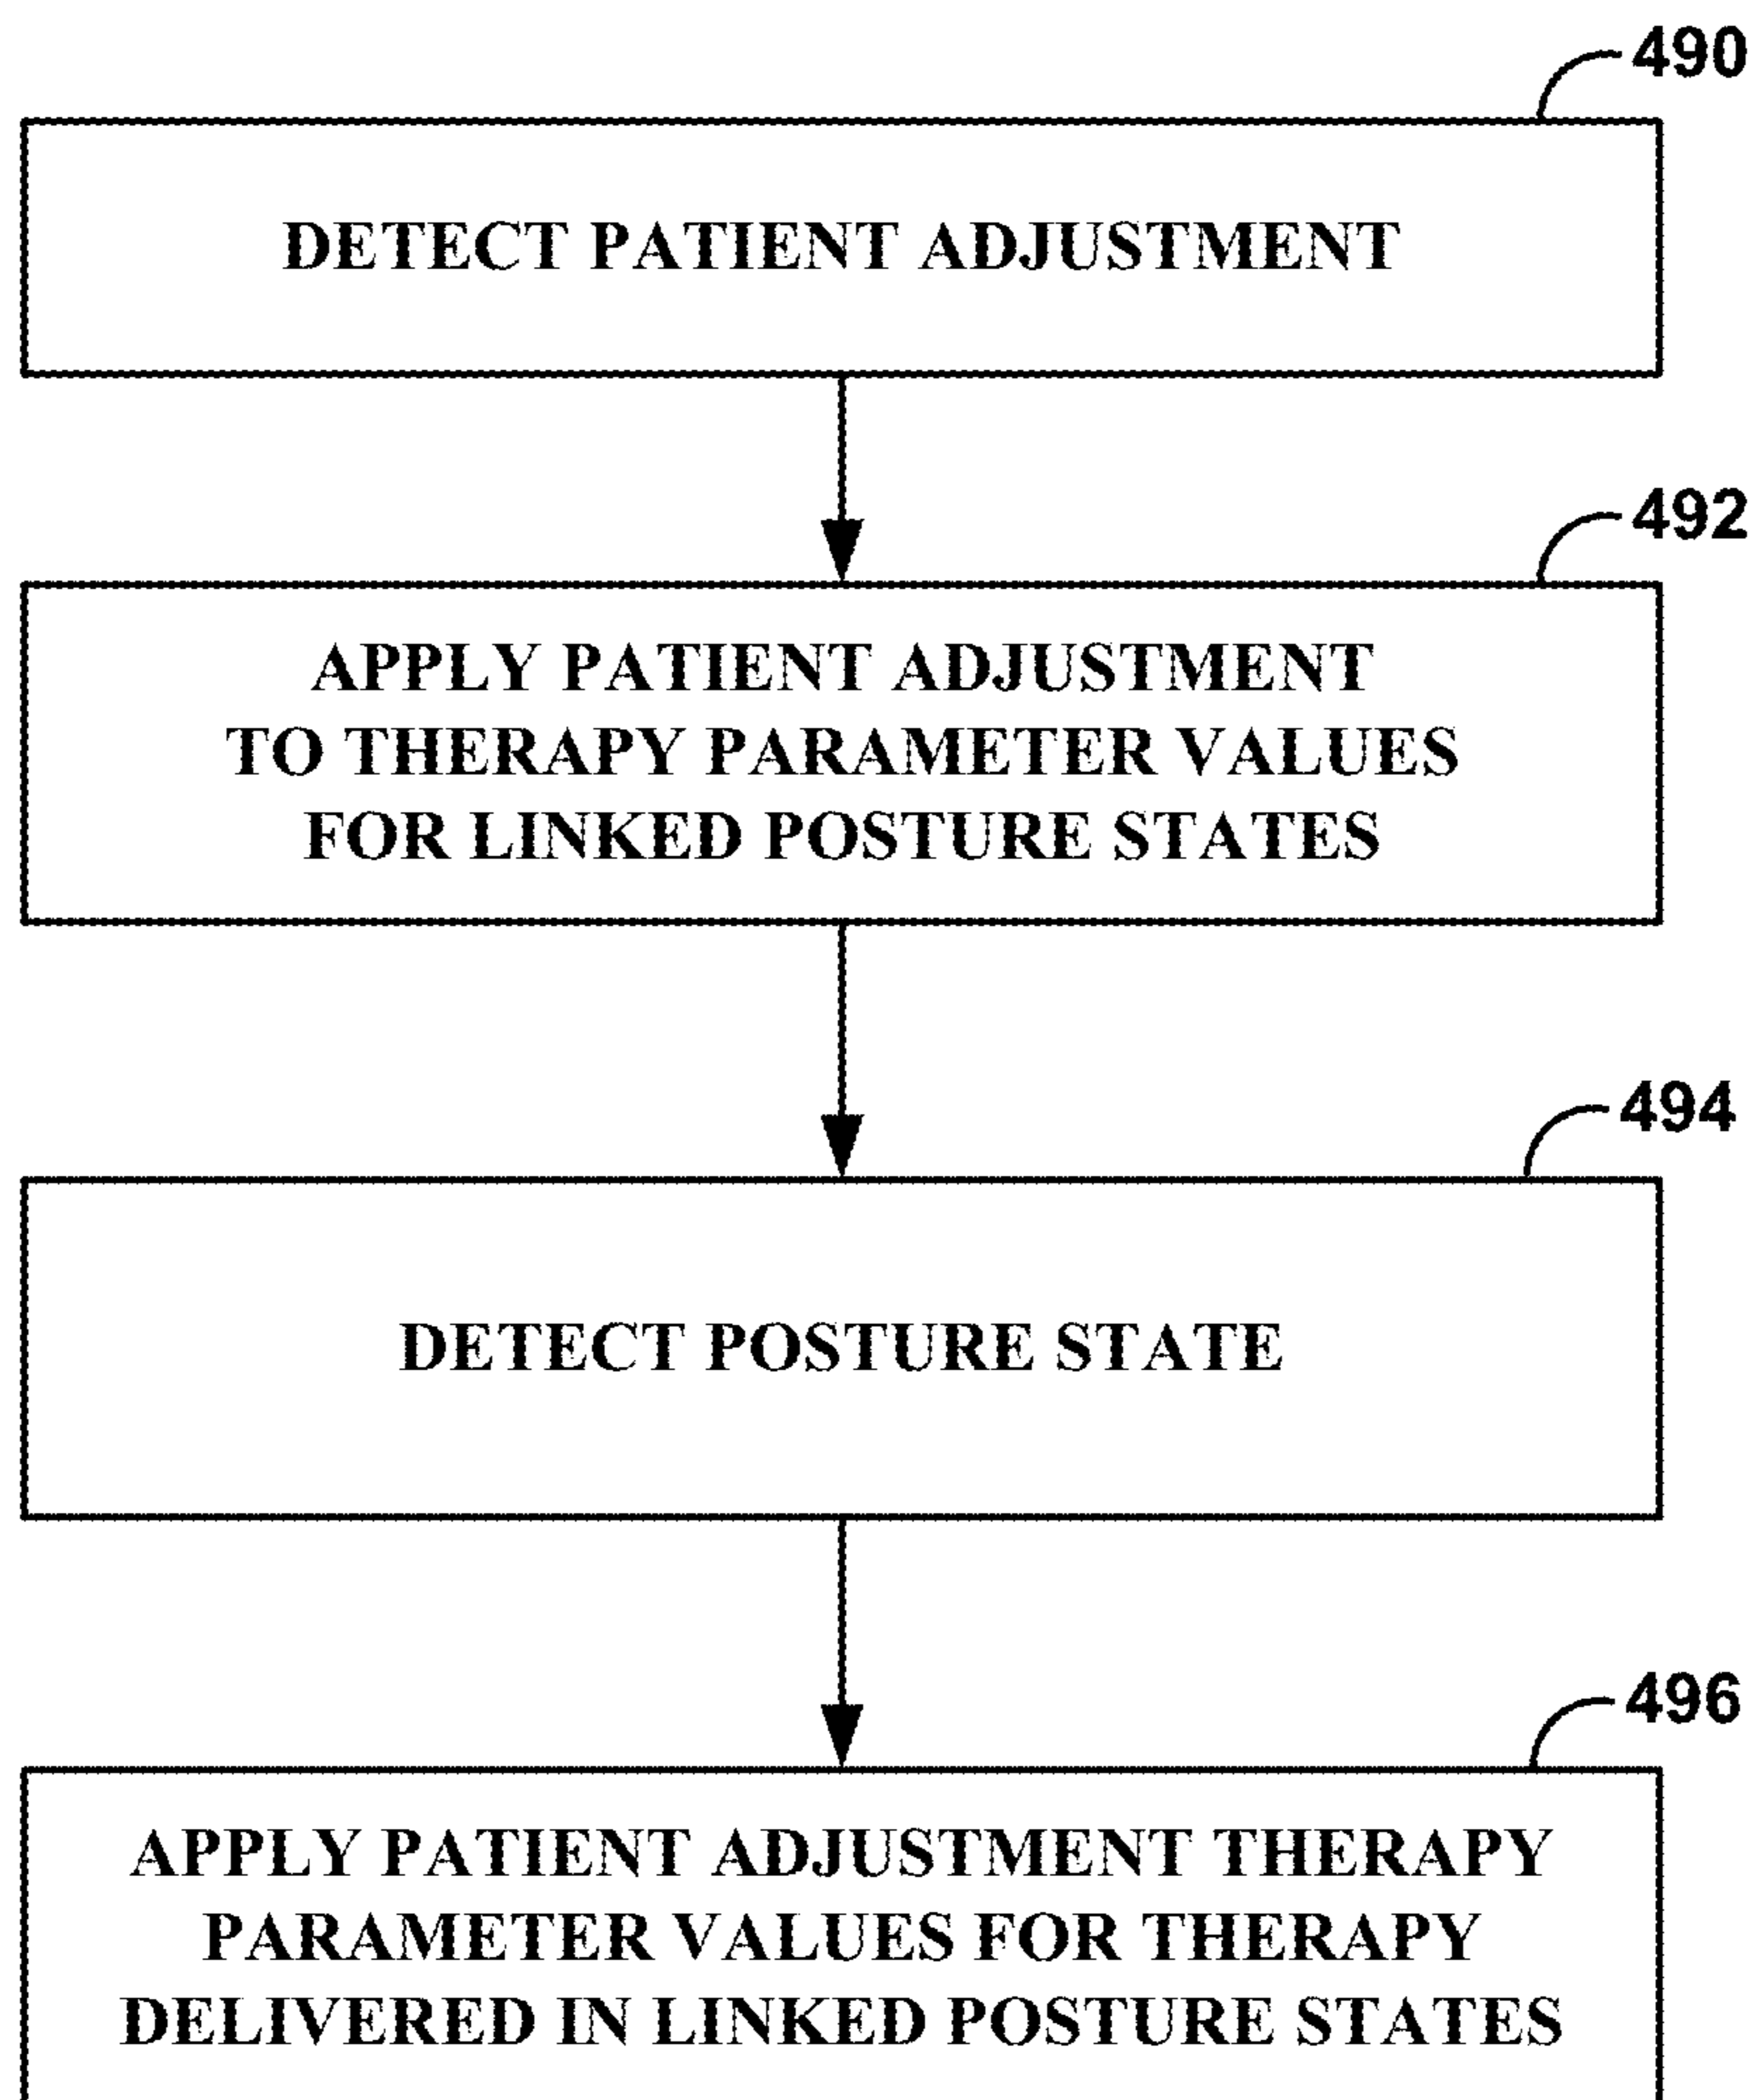 490
DETECT PATIENT ADJUSTMENT
492
APPLY PATIENT ADJUSTMENT
TO THERAPY PARAMETER VALUES
FOR LINKED POSTURE STATES
494
DETECT POSTURE STATE
496
APPLY PATIENT ADJUSTMENT THERAPY
PARAMETER VALUES FOR THERAPY
DELIVERED IN LINKED POSTURE STATES